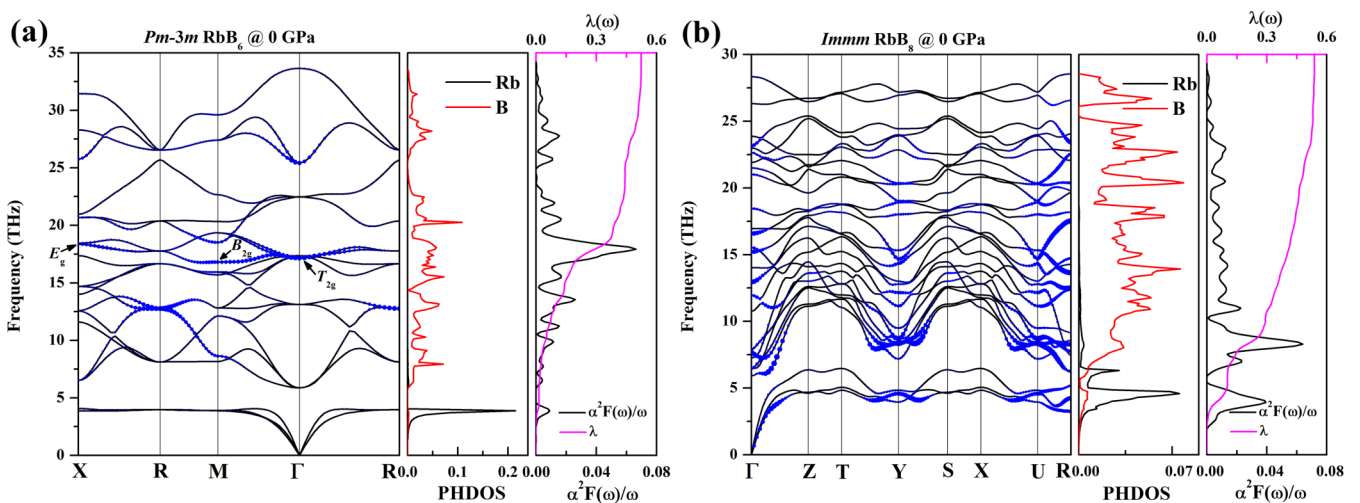 (a)
Pm-3m RbB6 @ 0 GPa
λ(ω)
0.0 0.3 0.6
35
30
25
20
15
10
5
0
Frequency (THz)
Eg
B2g
T2g
X R M Γ R
Rb
B
0.0 0.1 0.2
PHDOS
α²F(ω)/ω
λ
0.00 0.04 0.08
α²F(ω)/ω
(b)
Immm RbB8 @ 0 GPa
λ(ω)
0.0 0.3 0.6
30
25
20
15
10
5
0
Frequency (THz)
Γ Z T Y S X U R
Rb
B
0.00 0.07
PHDOS
α²F(ω)/ω
λ
0.00 0.04 0.08
α²F(ω)/ω